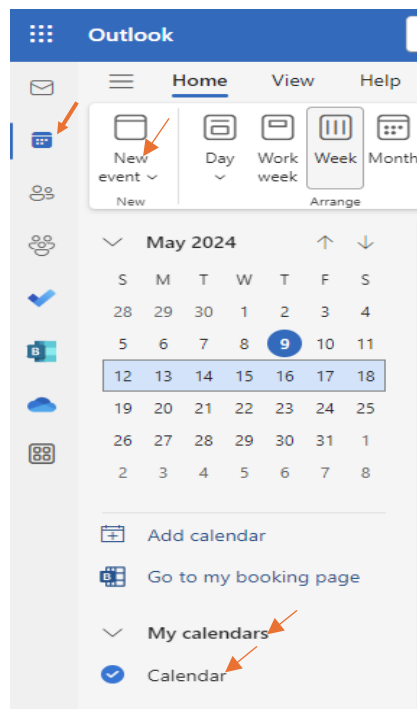 Outlook
Home View Help
New event Day Work week Week Month
New Arrange
May 2024
S M T W T F S
28 29 30 1 2 3 4
5 6 7 8 9 10 11
12 13 14 15 16 17 18
19 20 21 22 23 24 25
26 27 28 29 30 31 1
2 3 4 5 6 7 8
Add calendar
B Go to my booking page
B
My calendars
Calendar